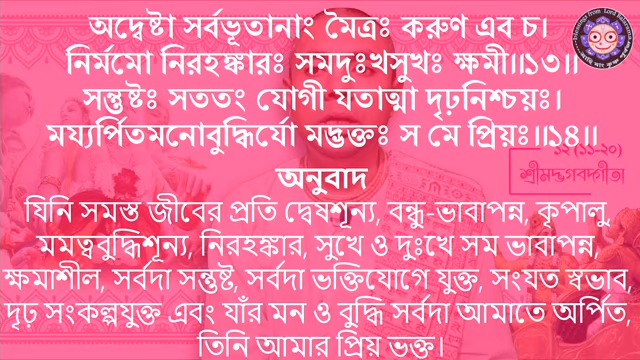 অদ্বেষ্টা সর্বভূতানাং মৈত্রঃ করুণ এব চ।
নির্মমো নিরহঙ্কারঃ সমদুঃখসুখঃ ক্ষমী॥১৩॥
সন্তুষ্টঃ সততং যোগী যতাত্মা দৃঢ়নিশ্চয়ঃ।
ময্যর্পিতমনোবুদ্ধির্যো মদ্ভক্তঃ স মে প্রিয়ঃ॥১৪॥
১২ (১১-২০)
শ্রীমদ্ভগবদ্গীতা
অনুবাদ
যিনি সমস্ত জীবের প্রতি দ্বেষশূন্য, বন্ধু-ভাবাপন্ন, কৃপালু,
মমত্ববুদ্ধিশূন্য, নিরহঙ্কার, সুখে ও দুঃখে সম ভাবাপন্ন,
ক্ষমাশীল, সর্বদা সন্তুষ্ট, সর্বদা ভক্তিযোগে যুক্ত, সংযত স্বভাব,
দৃঢ় সংকল্পযুক্ত এবং যাঁর মন ও বুদ্ধি সর্বদা আমাতে অর্পিত,
তিনি আমার প্রিয় ভক্ত।